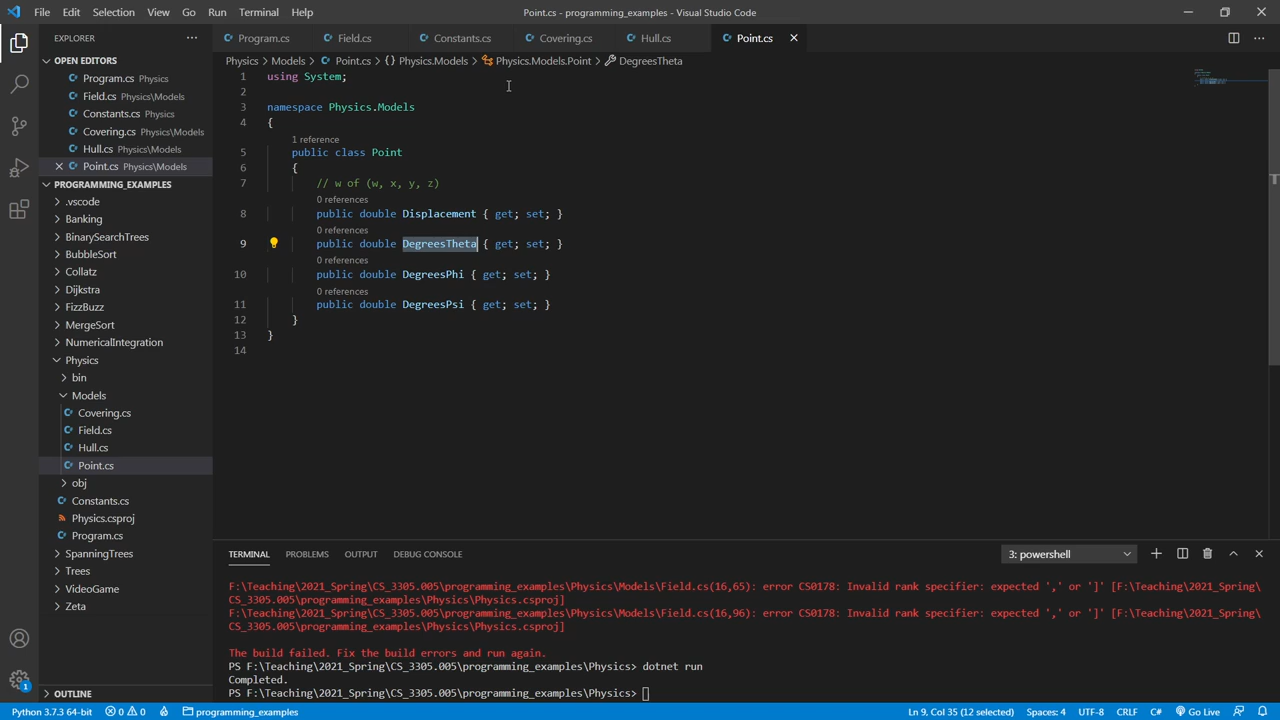 File Edit Selection View Go Run Terminal Help Point.cs - programming_examples - Visual Studio Code
EXPLORER ...
Program.cs Field.cs Constants.cs Covering.cs Hull.cs Point.cs
OPEN EDITORS
Program.cs Physics
Field.cs Physics\Models
Constants.cs Physics
Covering.cs Physics\Models
Hull.cs Physics\Models
Point.cs Physics\Models
PROGRAMMING_EXAMPLES
.vscode
Banking
BinarySearchTrees
BubbleSort
Collatz
Dijkstra
FizzBuzz
MergeSort
NumericalIntegration
Physics
bin
Models
Covering.cs
Field.cs
Hull.cs
Point.cs
obj
Constants.cs
Physics.csproj
Program.cs
SpanningTrees
Trees
VideoGame
Zeta
OUTLINE
Physics > Models > Point.cs > {} Physics.Models > Physics.Models.Point > DegreesTheta
1 using System;
2
3 namespace Physics.Models
4 {
1 reference
5 public class Point
6 {
7 // w of (w, x, y, z)
0 references
8 public double Displacement { get; set; }
0 references
9 public double DegreesTheta { get; set; }
0 references
10 public double DegreesPhi { get; set; }
0 references
11 public double DegreesPsi { get; set; }
12 }
13 }
14
TERMINAL PROBLEMS OUTPUT DEBUG CONSOLE 3: powershell
F:\Teaching\2021_Spring\CS_3305.005\programming_examples\Physics\Models\Field.cs(16,65): error CS0178: Invalid rank specifier: expected ',' or ']' [F:\Teaching\2021_Spring\
CS_3305.005\programming_examples\Physics\Physics.csproj]
F:\Teaching\2021_Spring\CS_3305.005\programming_examples\Physics\Models\Field.cs(16,96): error CS0178: Invalid rank specifier: expected ',' or ']' [F:\Teaching\2021_Spring\
CS_3305.005\programming_examples\Physics\Physics.csproj]
The build failed. Fix the build errors and run again.
PS F:\Teaching\2021_Spring\CS_3305.005\programming_examples\Physics> dotnet run
Completed.
PS F:\Teaching\2021_Spring\CS_3305.005\programming_examples\Physics>
1
Python 3.7.3 64-bit 0 0 programming_examples Ln 9, Col 35 (12 selected) Spaces: 4 UTF-8 CRLF C# Go Live